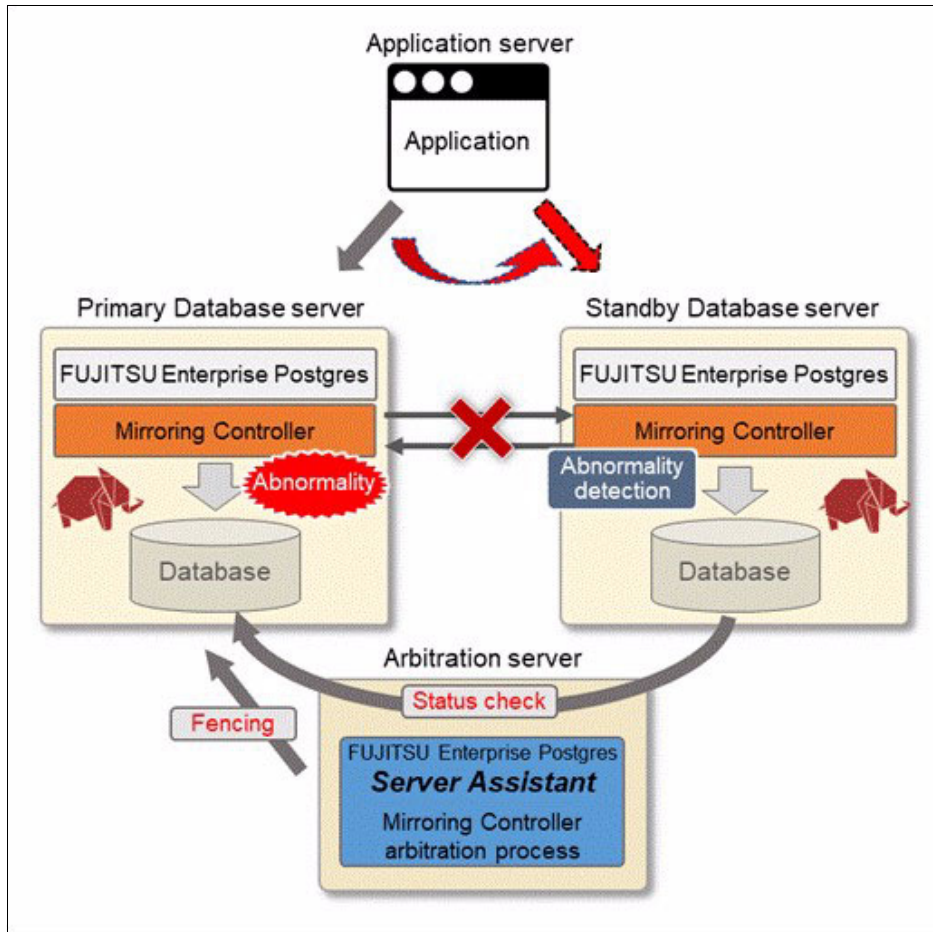 Application server
Application
Primary Database server
Standby Database server
FUJITSU Enterprise Postgres
Mirroring Controller
Abnormality
Database
FUJITSU Enterprise Postgres
Mirroring Controller
Abnormality
detection
Database
Arbitration server
Status check
Fencing
FUJITSU Enterprise Postgres
Server Assistant
Mirroring Controller
arbitration process